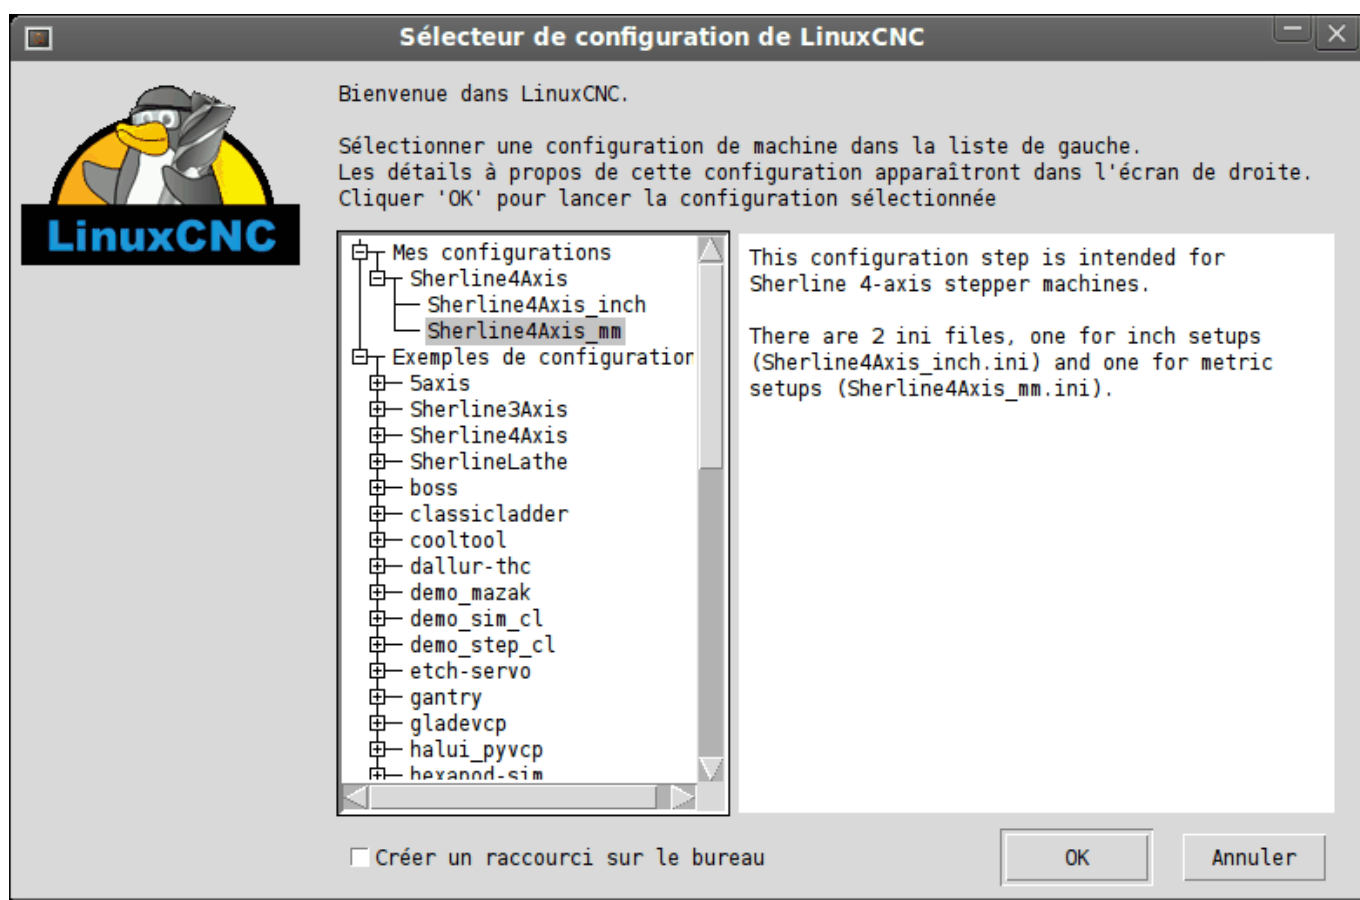 Sélecteur de configuration de LinuxCNC
LinuxCNC
Bienvenue dans LinuxCNC.
Sélectionner une configuration de machine dans la liste de gauche.
Les détails à propos de cette configuration apparaîtront dans l'écran de droite.
Cliquer 'OK' pour lancer la configuration sélectionnée
Mes configurations
Sherline4Axis
Sherline4Axis_inch
Sherline4Axis_mm
Exemples de configuration
5axis
Sherline3Axis
Sherline4Axis
SherlineLathe
boss
classicladder
cooltool
dallur-thc
demo_mazak
demo_sim_cl
demo_step_cl
etch-servo
gantry
gladevcp
halui_pyvcp
hexapod-sim
This configuration step is intended for
Sherline 4-axis stepper machines.
There are 2 ini files, one for inch setups
(Sherline4Axis_inch.ini) and one for metric
setups (Sherline4Axis_mm.ini).
Créer un raccourci sur le bureau
OK
Annuler